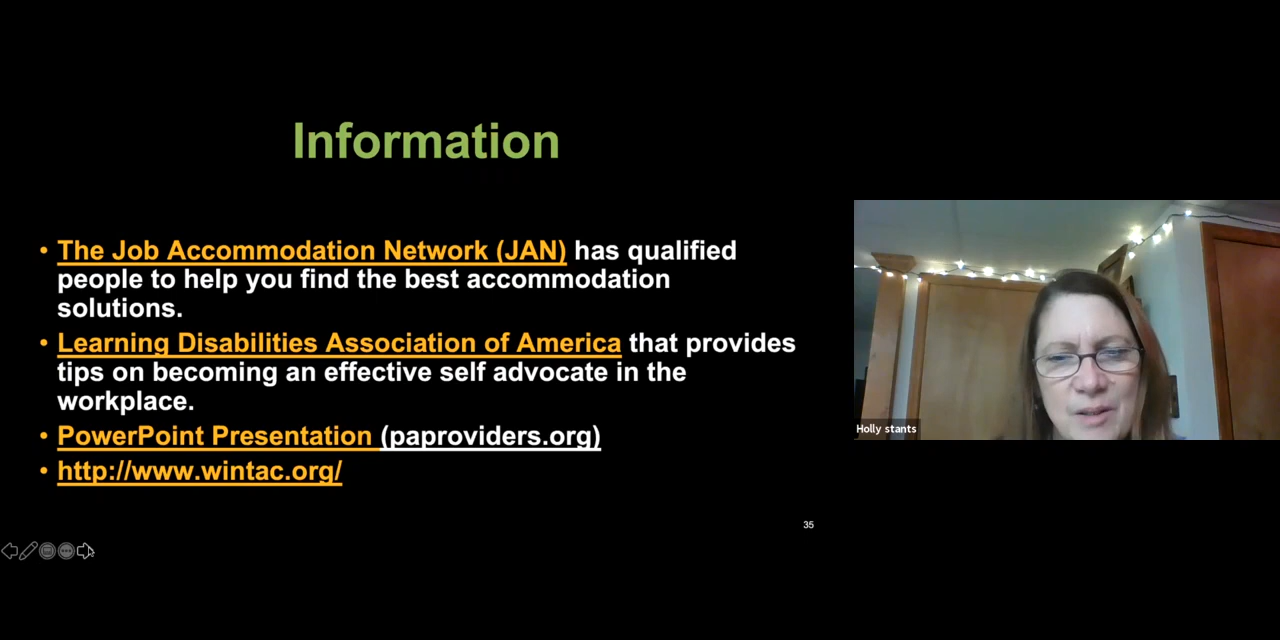 Information
• The Job Accommodation Network (JAN) has qualified
people to help you find the best accommodation
solutions.
• Learning Disabilities Association of America that provides
tips on becoming an effective self advocate in the
workplace.
• PowerPoint Presentation (paproviders.org)
• http://www.wintac.org/
35
Holly stants